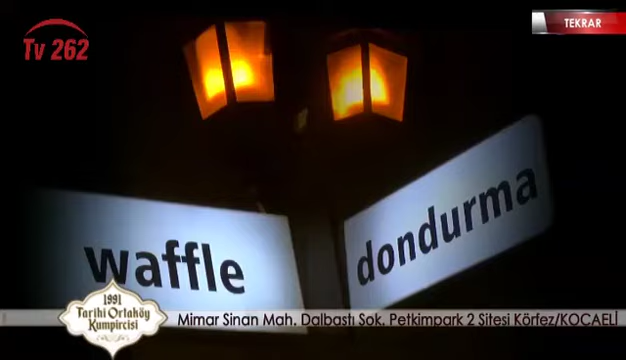 Tv 262
TEKRAR
waffle
dondurma
1991
Tarihi Ortaköy
Kumpircisi
Mimar Sinan Mah. Dalbastı Sok. Petkimpark 2 Sitesi Körfez/KOCAELİ